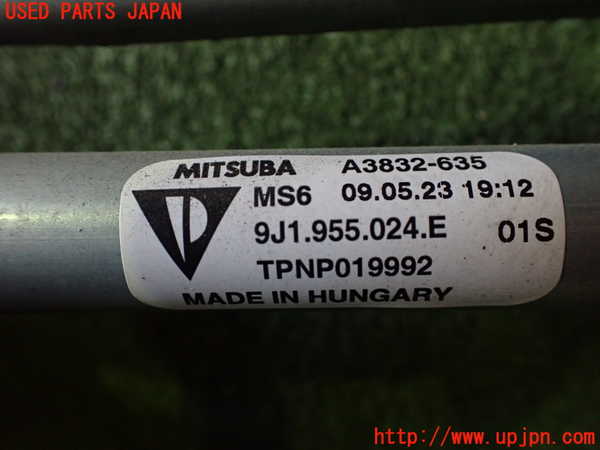 USED PARTS JAPAN
MITSUBA A3832-635
MS6 09.05.23 19:12
9J1.955.024.E 01S
TPNP019992
MADE IN HUNGARY
http://www.upjpn.com/